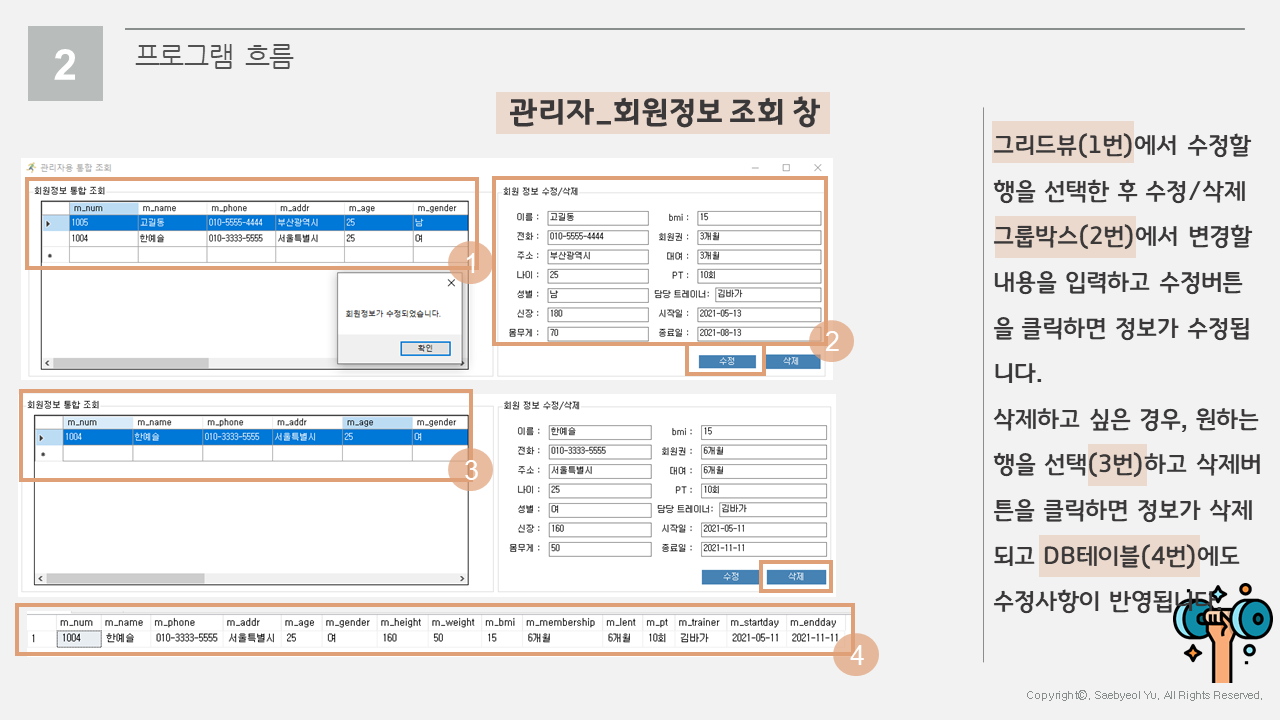 2
프로그램 흐름
관리자_회원정보 조회 창
관리자용 통합 조회
회원정보 통합 조회
m_num m_name m_phone m_addr m_age m_gender
1005 고길동 010-5555-4444 부산광역시 25 남
1004 한예슬 010-3333-5555 서울특별시 25 여
1
회원정보가 수정되었습니다.
확인
회원 정보 수정/삭제
이름 : 고길동 bmi : 15
전화 : 010-5555-4444 회원권 : 3개월
주소 : 부산광역시 대여 : 3개월
나이 : 25 PT : 10회
성별 : 남 담당 트레이너: 김바가
신장 : 180 시작일 : 2021-05-13
몸무게 : 70 종료일 : 2021-08-13
2
수정 삭제
회원정보 통합 조회
m_num m_name m_phone m_addr m_age m_gender
1004 한예슬 010-3333-5555 서울특별시 25 여
3
회원 정보 수정/삭제
이름 : 한예슬 bmi : 15
전화 : 010-3333-5555 회원권 : 6개월
주소 : 서울특별시 대여 : 6개월
나이 : 25 PT : 10회
성별 : 여 담당 트레이너: 김바가
신장 : 160 시작일 : 2021-05-11
몸무게 : 50 종료일 : 2021-11-11
수정 삭제
m_num m_name m_phone m_addr m_age m_gender m_height m_weight m_bmi m_membership m_lent m_pt m_trainer m_startday m_endday
1 1004 한예슬 010-3333-5555 서울특별시 25 여 160 50 15 6개월 6개월 10회 김바가 2021-05-11 2021-11-11
4
그리드뷰(1번)에서 수정할
행을 선택한 후 수정/삭제
그룹박스(2번)에서 변경할
내용을 입력하고 수정버튼
을 클릭하면 정보가 수정됩
니다.
삭제하고 싶은 경우, 원하는
행을 선택(3번)하고 삭제버
튼을 클릭하면 정보가 삭제
되고 DB테이블(4번)에도
수정사항이 반영됩니다.
Copyright©. Saebyeol Yu. All Rights Reserved.